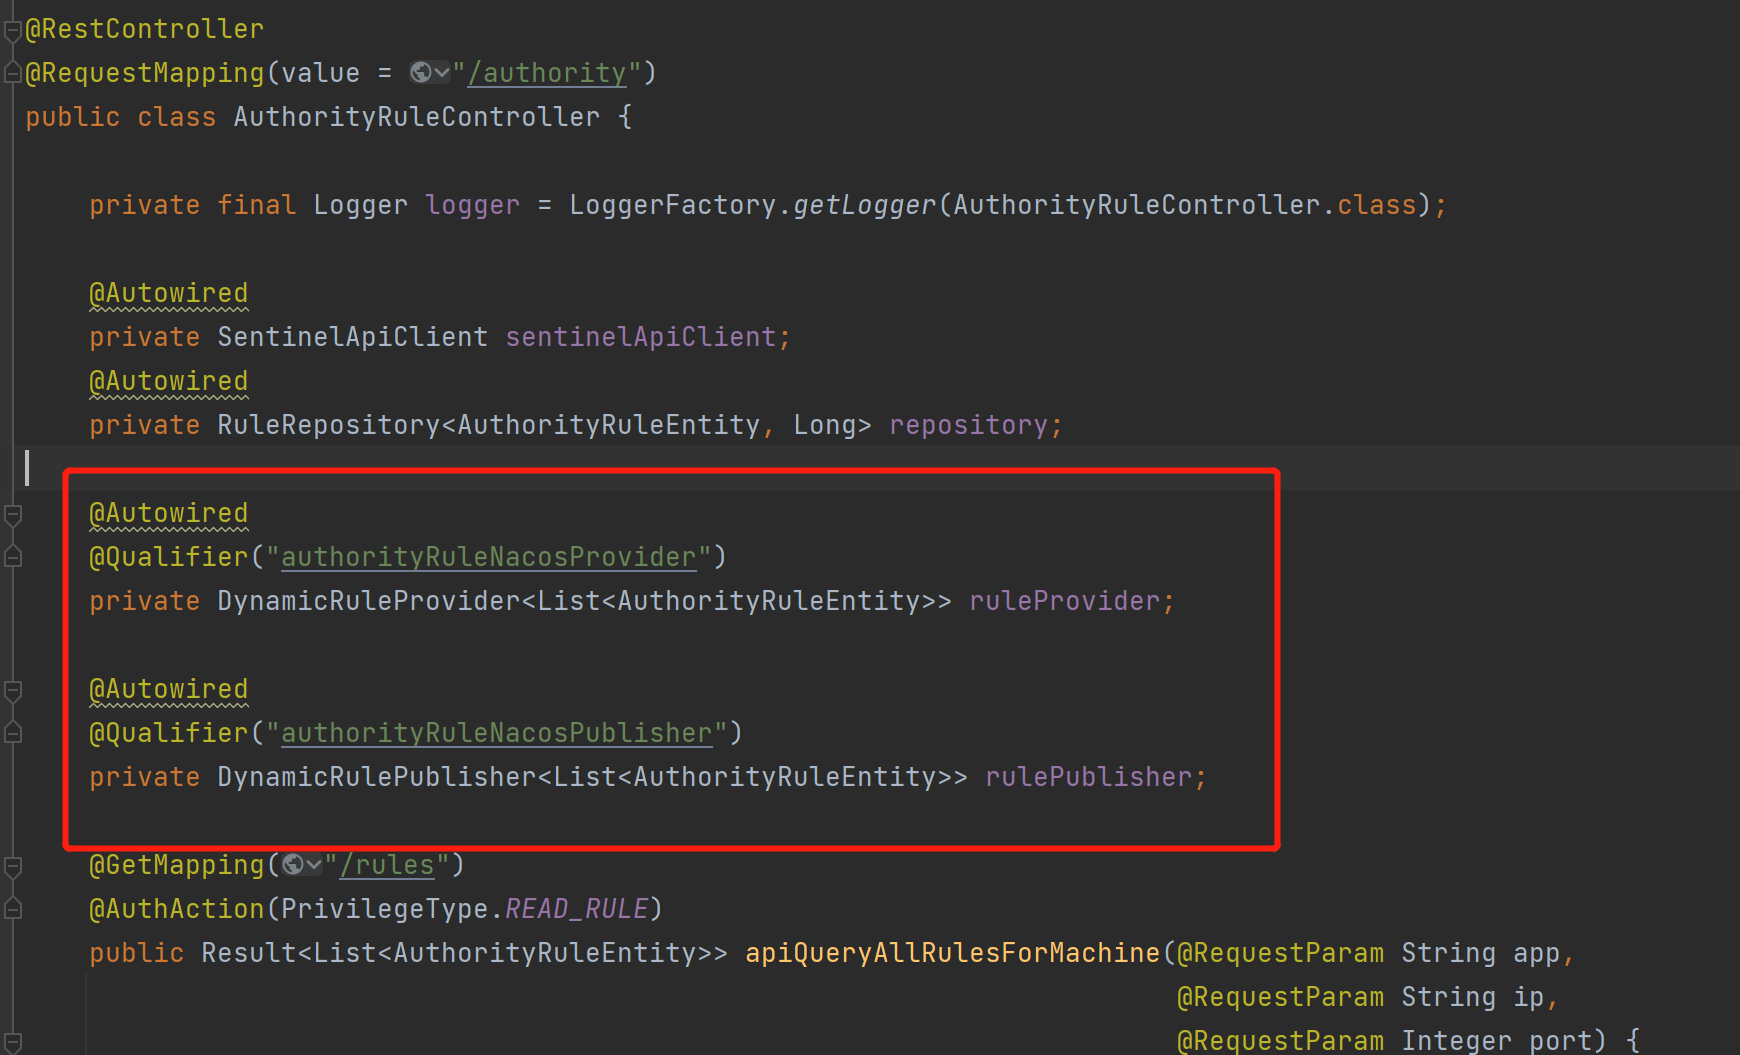 @RestController
@RequestMapping(value = "/authority")
public class AuthorityRuleController {
private final Logger logger = LoggerFactory.getLogger(AuthorityRuleController.class);
@Autowired
private SentinelApiClient sentinelApiClient;
@Autowired
private RuleRepository<AuthorityRuleEntity, Long> repository;
@Autowired
@Qualifier("authorityRuleNacosProvider")
private DynamicRuleProvider<List<AuthorityRuleEntity>> ruleProvider;
@Autowired
@Qualifier("authorityRuleNacosPublisher")
private DynamicRulePublisher<List<AuthorityRuleEntity>> rulePublisher;
@GetMapping("/rules")
@AuthAction(PrivilegeType.READ_RULE)
public Result<List<AuthorityRuleEntity>> apiQueryAllRulesForMachine(@RequestParam String app,
@RequestParam String ip,
@RequestParam Integer port) {